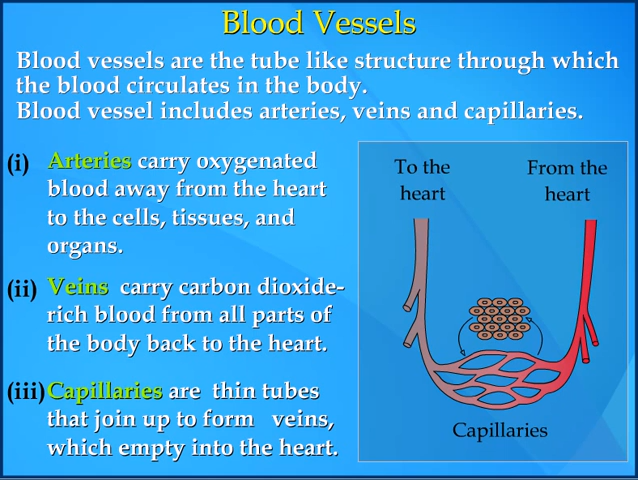 Blood Vessels
Blood vessels are the tube like structure through which
the blood circulates in the body.
Blood vessel includes arteries, veins and capillaries.
(i) Arteries carry oxygenated
blood away from the heart
to the cells, tissues, and
organs.
(ii) Veins carry carbon dioxide-
rich blood from all parts of
the body back to the heart.
(iii) Capillaries are thin tubes
that join up to form veins,
which empty into the heart.
To the
heart
From the
heart
Capillaries